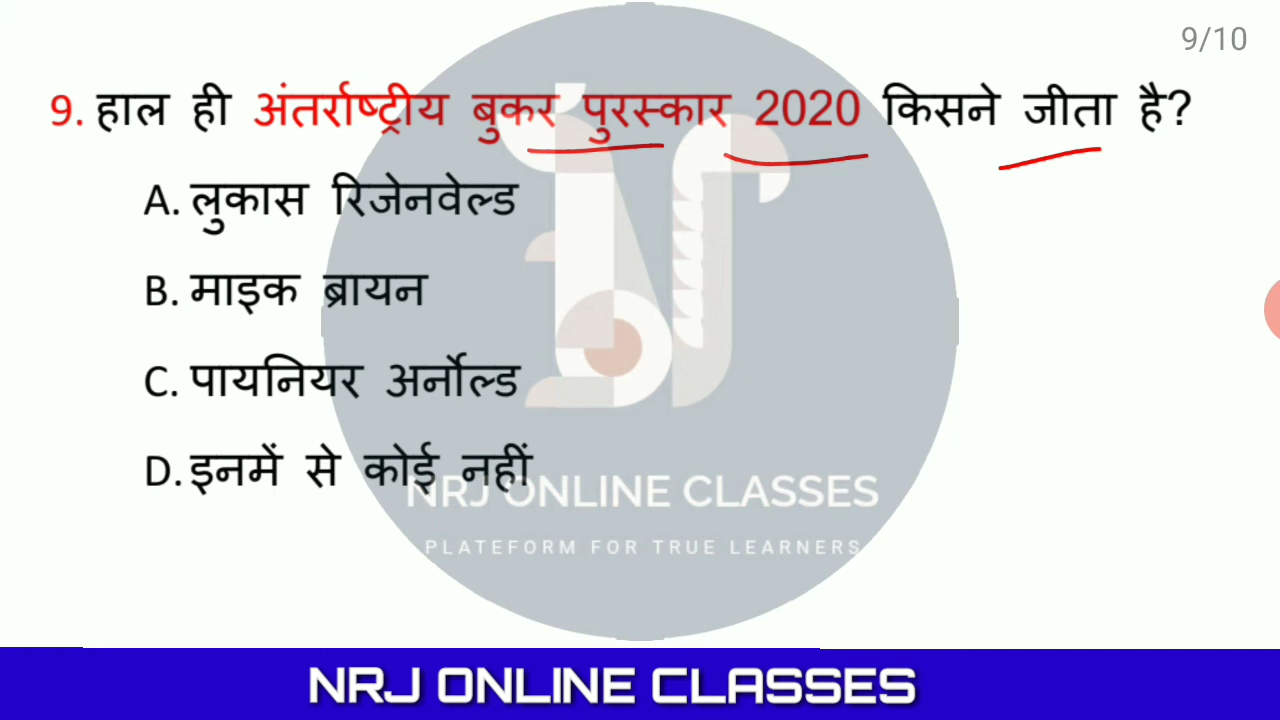 9/10
9. हाल ही अंतर्राष्ट्रीय बुकर पुरस्कार 2020 किसने जीता है?
A. लुकास रिजेनवेल्ड
B. माइक ब्रायन
C. पायनियर अर्नोल्ड
D. इनमें से कोई नहीं
NRJ ONLINE CLASSES
PLATEFORM FOR TRUE LEARNERS
NRJ ONLINE CLASSES